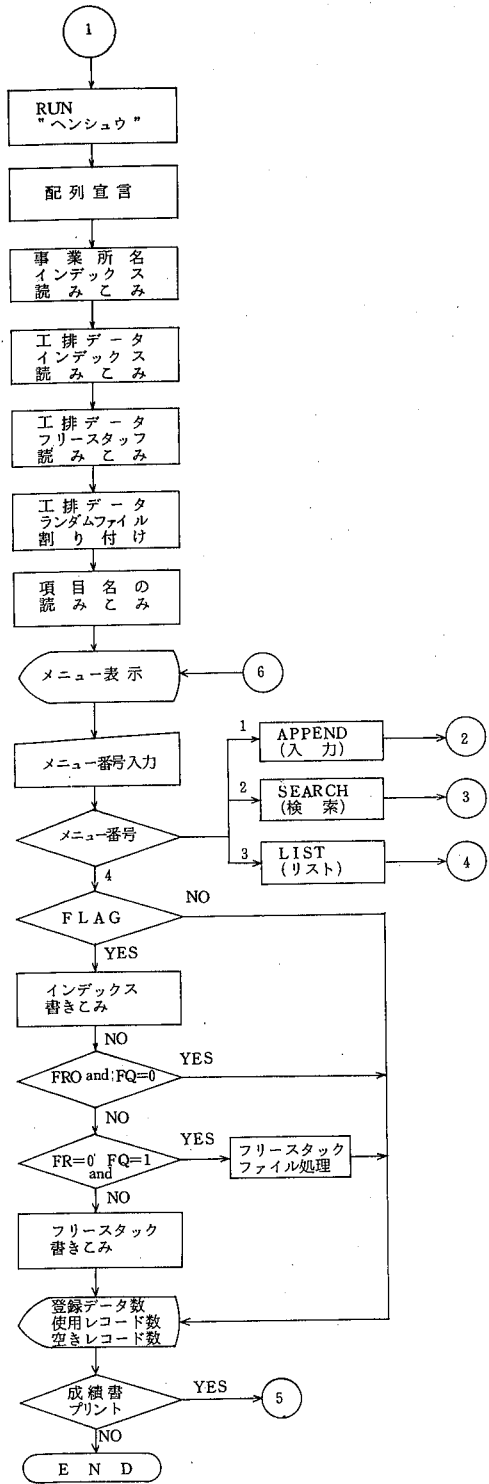 1
RUN
"ヘンシュウ"
配列宣言
事業所名
インデックス
読みこみ
工排データ
インデックス
読みこみ
工排データ
フリースタッフ
読みこみ
工排データ
ランダムファイル
割り付け
項目名の
読みこみ
メニュー表示
6
メニュー番号入力
1
APPEND
(入力)
2
2
SEARCH
(検索)
3
メニュー番号
3
LIST
(リスト)
4
4
FLAG
NO
YES
インデックス
書きこみ
NO
FRO and:FQ=0
YES
NO
FR=0' FQ=1
and
YES
フリースタック
ファイル処理
NO
フリースタック
書きこみ
登録データ数
使用レコード数
空きレコード数
成績書
プリント
YES
5
NO
END